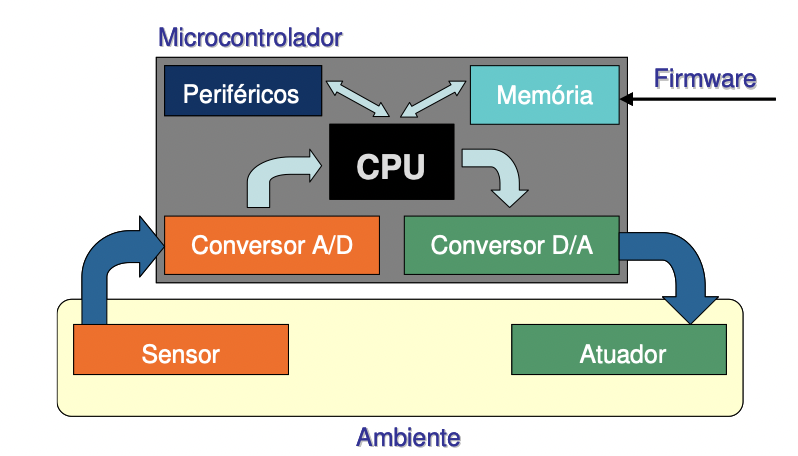 Microcontrolador
Periféricos
Memória
Firmware
CPU
Conversor A/D
Conversor D/A
Sensor
Atuador
Ambiente